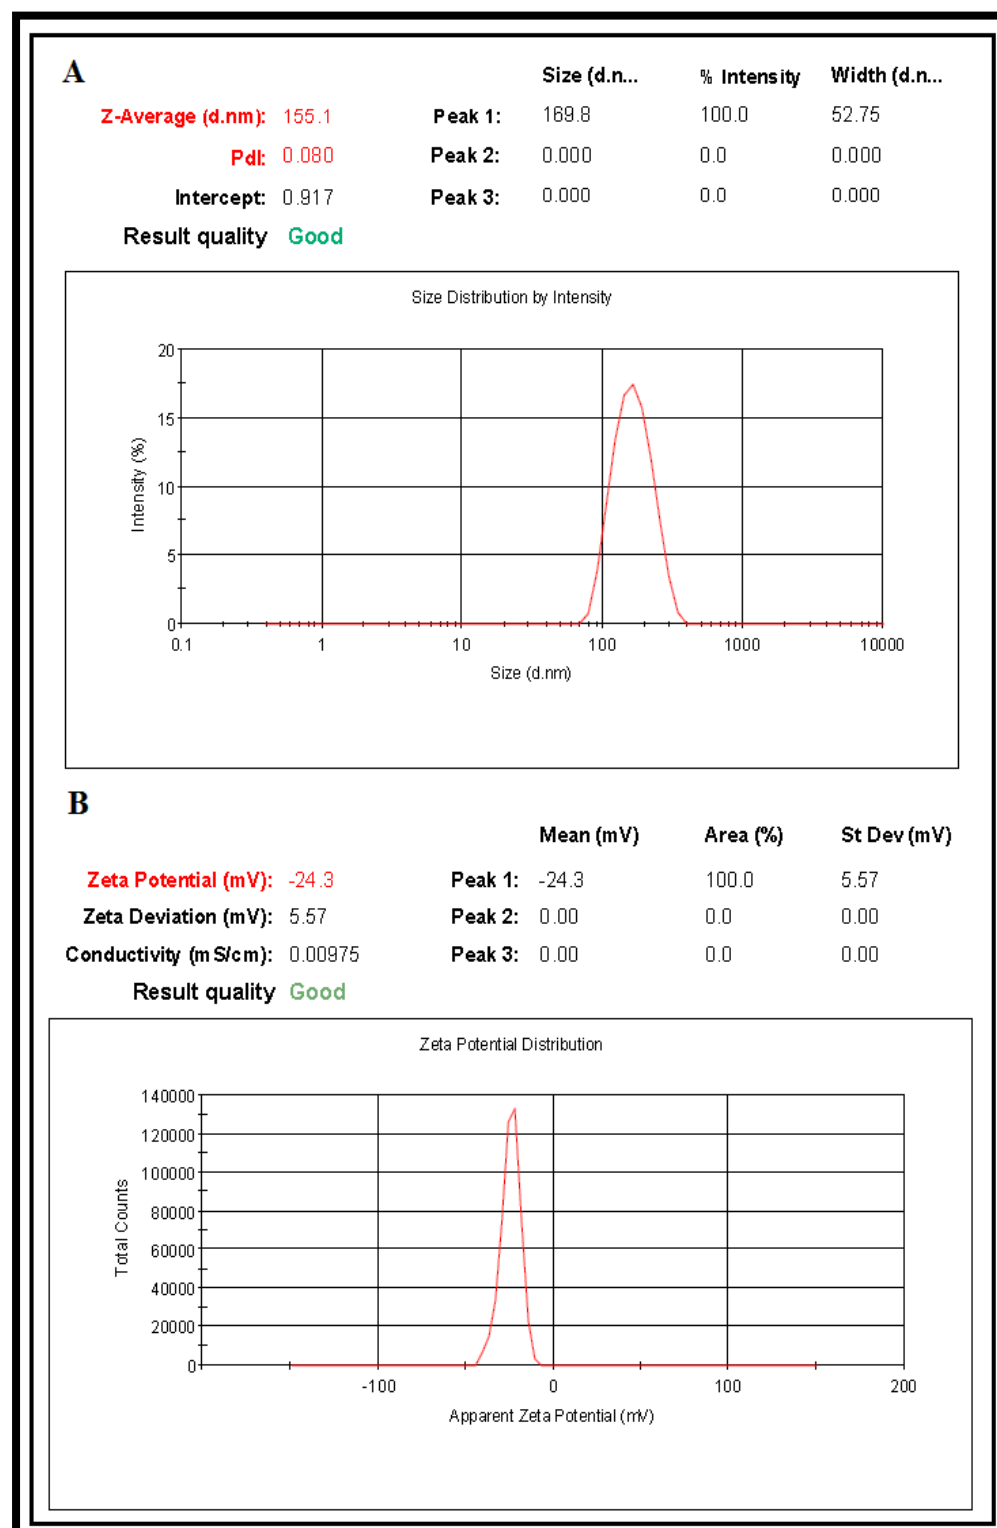 A
Size (d.n... % Intensity Width (d.n...
Z-Average (d.nm): 155.1 Peak 1: 169.8 100.0 52.75
PdI: 0.080 Peak 2: 0.000 0.0 0.000
Intercept: 0.917 Peak 3: 0.000 0.0 0.000
Result quality Good
Size Distribution by Intensity
20
15
10
5
0
Intensity (%)
0.1 1 10 100 1000 10000
Size (d.nm)
B
Mean (mV) Area (%) St Dev (mV)
Zeta Potential (mV): -24.3 Peak 1: -24.3 100.0 5.57
Zeta Deviation (mV): 5.57 Peak 2: 0.00 0.0 0.00
Conductivity (mS/cm): 0.00975 Peak 3: 0.00 0.0 0.00
Result quality Good
Zeta Potential Distribution
140000
120000
100000
80000
60000
40000
20000
0
Total Counts
-100 0 100 200
Apparent Zeta Potential (mV)